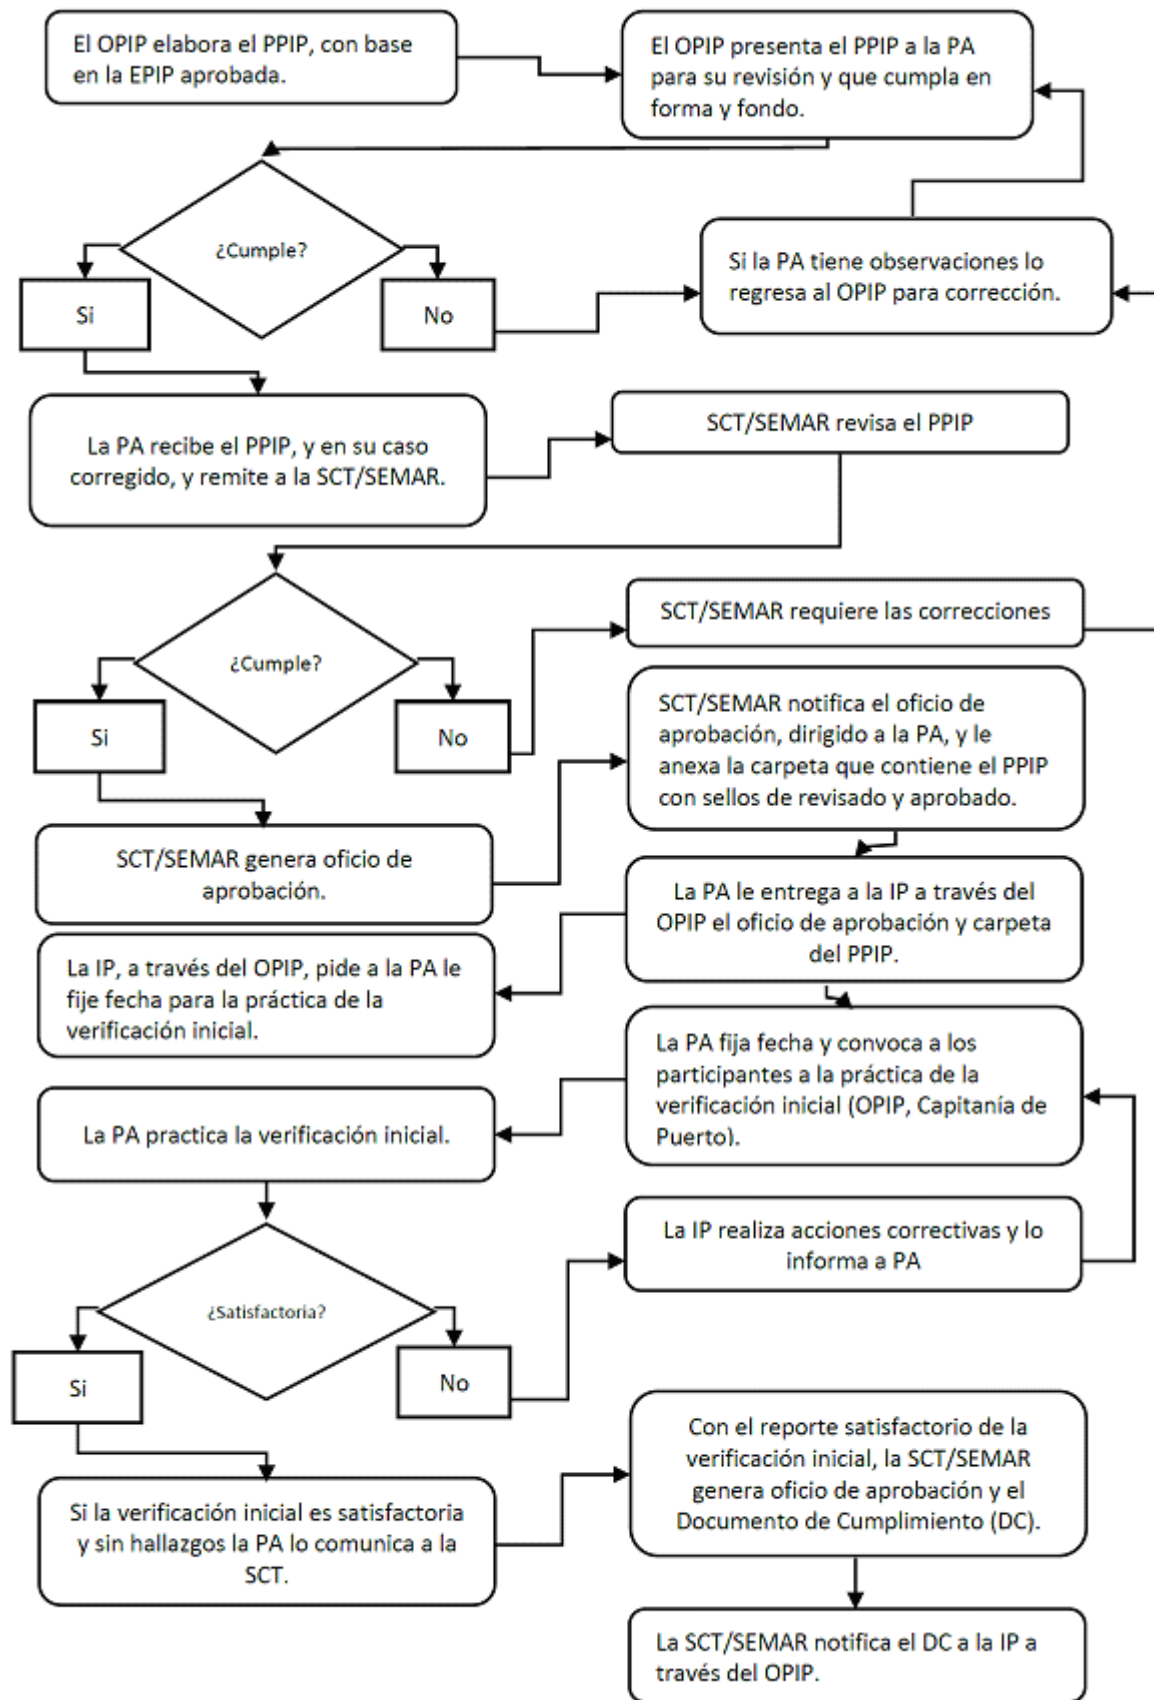 El OPIP elabora el PPIP, con base
en la EPIP aprobada.
El OPIP presenta el PPIP a la PA
para su revisión y que cumpla en
forma y fondo.
¿Cumple?
Si
No
Si la PA tiene observaciones lo
regresa al OPIP para corrección.
La PA recibe el PPIP, y en su caso
corregido, y remite a la SCT/SEMAR.
SCT/SEMAR revisa el PPIP
¿Cumple?
Si
No
SCT/SEMAR requiere las correcciones
SCT/SEMAR genera oficio de
aprobación.
SCT/SEMAR notifica el oficio de
aprobación, dirigido a la PA, y le
anexa la carpeta que contiene el PPIP
con sellos de revisado y aprobado.
La PA le entrega a la IP a través del
OPIP el oficio de aprobación y carpeta
del PPIP.
La IP, a través del OPIP, pide a la PA le
fije fecha para la práctica de la
verificación inicial.
La PA fija fecha y convoca a los
participantes a la práctica de la
verificación inicial (OPIP, Capitanía de
Puerto).
La PA practica la verificación inicial.
¿Satisfactoria?
Si
No
La IP realiza acciones correctivas y lo
informa a PA
Si la verificación inicial es satisfactoria
y sin hallazgos la PA lo comunica a la
SCT.
Con el reporte satisfactorio de la
verificación inicial, la SCT/SEMAR
genera oficio de aprobación y el
Documento de Cumplimiento (DC).
La SCT/SEMAR notifica el DC a la IP a
través del OPIP.